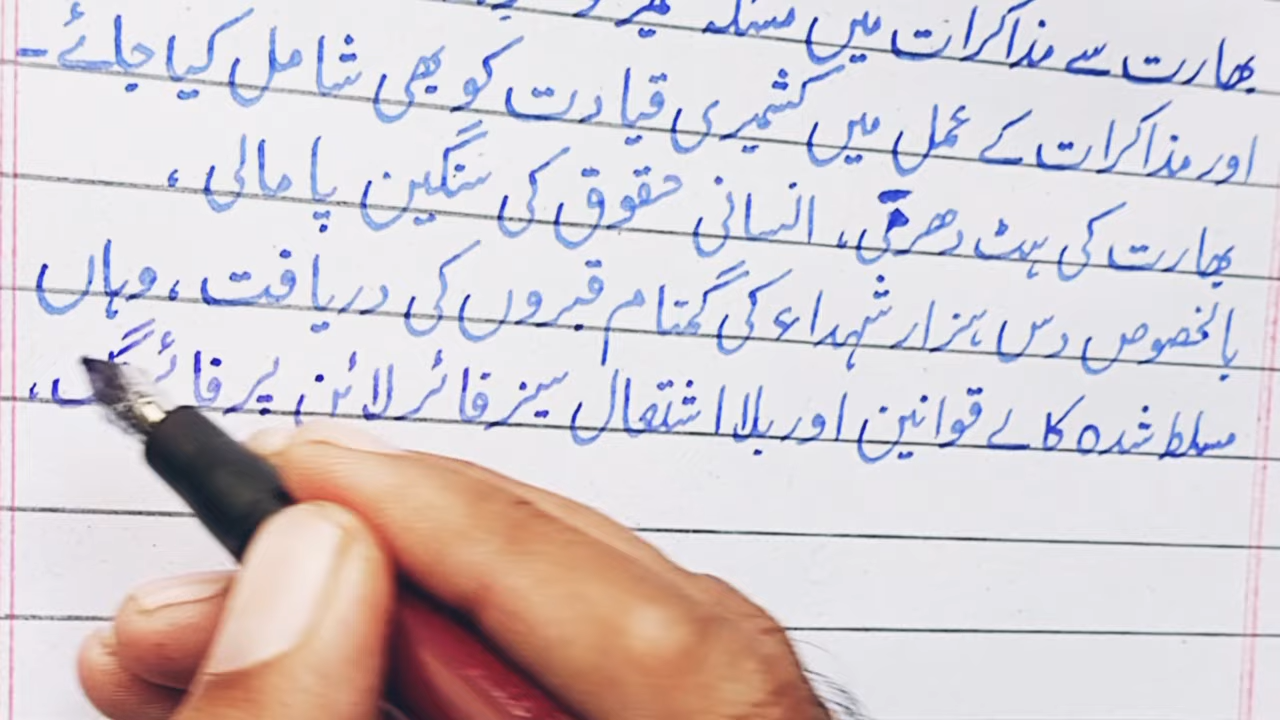 بھارت سے مذاکرات میں مسئلہ
اور مذاکرات کے عمل میں کشمیری قیادت کو بھی شامل کیا جائے۔
بھارت کی ہٹ دھرمی، انسانی حقوق کی سنگین پامالی،
بالخصوص دس ہزار شہداء کی گمنام قبروں کی دریافت، وہاں
مسلط شدہ کالے قوانین اور بلا اشتعال سیز فائر لائن پر فائرنگ،